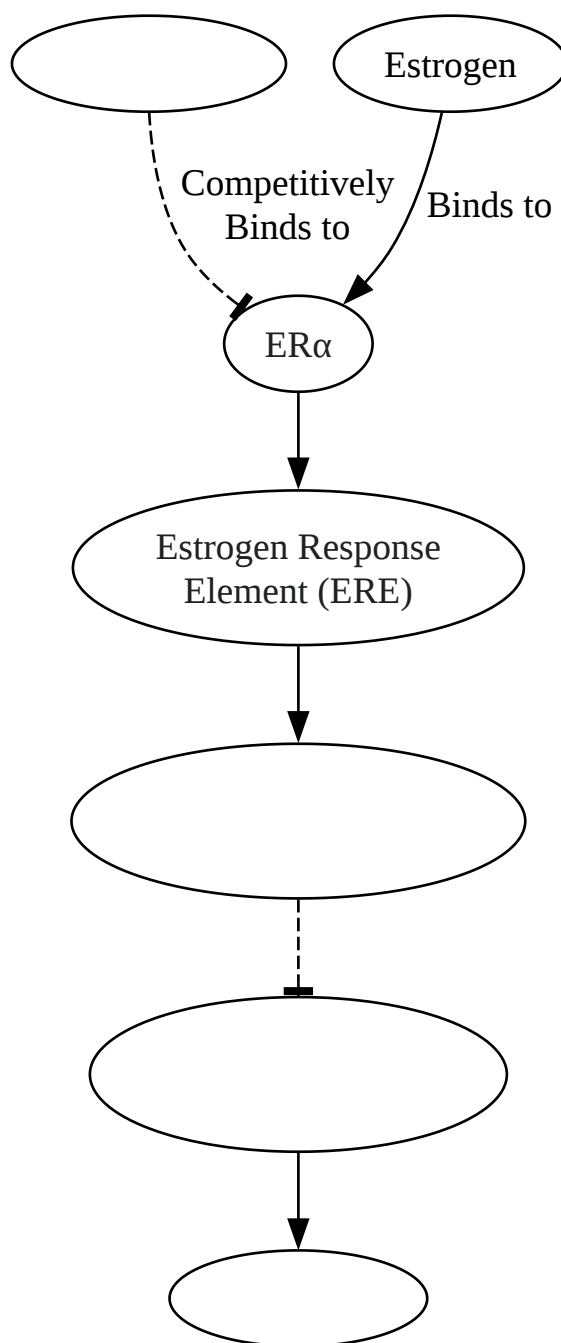 Estrogen
Competitively
Binds to
Binds to
ERα
Estrogen Response
Element (ERE)